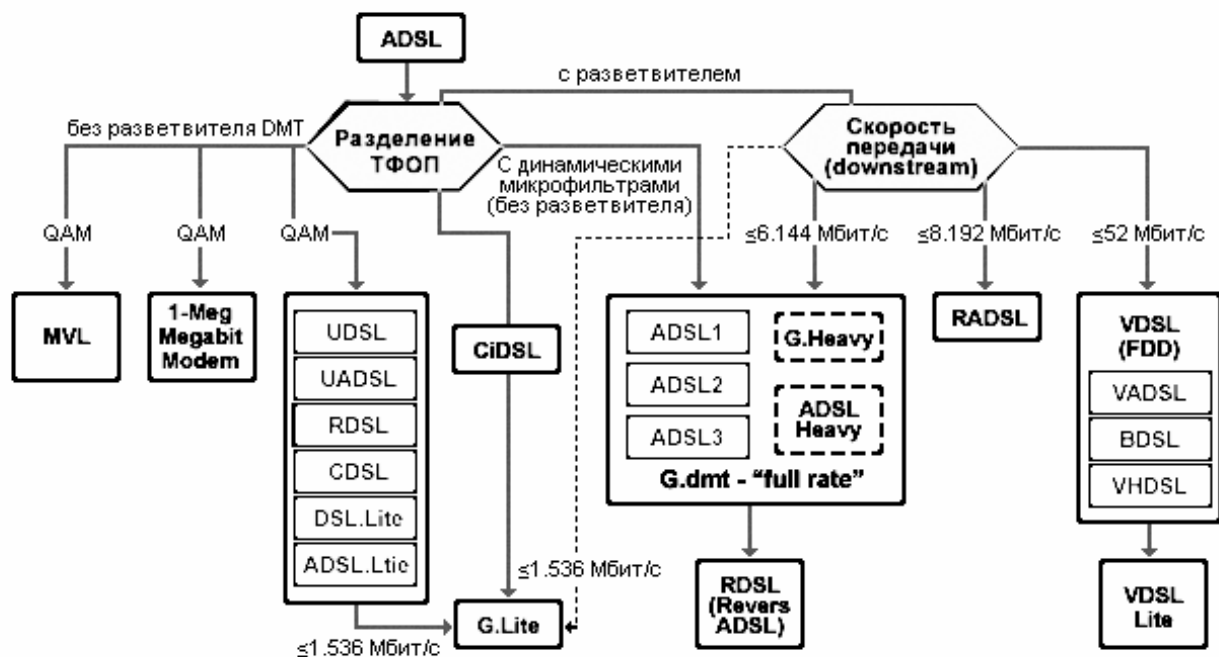 ADSL
с разветвителем
без разветвителя DMT
Разделение
ТФОП
Скорость
передачи
(downstream)
С динамическими
микрофильтрами
(без разветвителя)
QAM
QAM
QAM
≤6.144 Мбит/с
≤8.192 Мбит/с
≤52 Мбит/с
MVL
1-Meg
Megabit
Modem
UDSL
UADSL
RDSL
CDSL
DSL.Lite
ADSL.Ltie
CiDSL
ADSL1
ADSL2
ADSL3
G.Heavy
ADSL
Heavy
G.dmt - “full rate”
RADSL
VDSL
(FDD)
VADSL
BDSL
VHDSL
≤1.536 Мбит/с
≤1.536 Мбит/с
G.Lite
RDSL
(Revers
ADSL)
VDSL
Lite